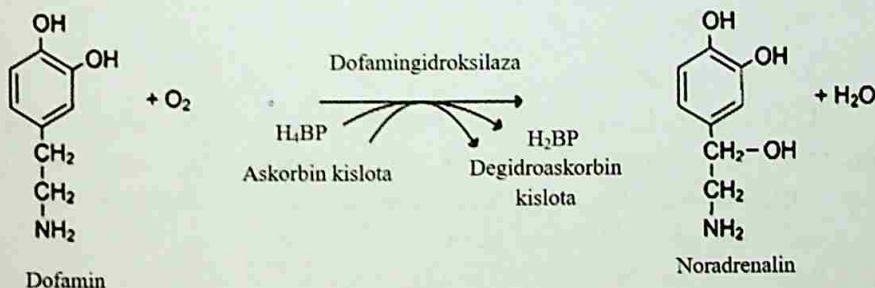 OH
OH
+ O₂
CH₂
CH₂
NH₂
Dofamin
Dofamingidroksilaza
H₄BP
Askorbin kislota
H₂BP
Degidroaskorbin
kislota
OH
OH
+ H₂O
CH₂–OH
CH₂
NH₂
Noradrenalin